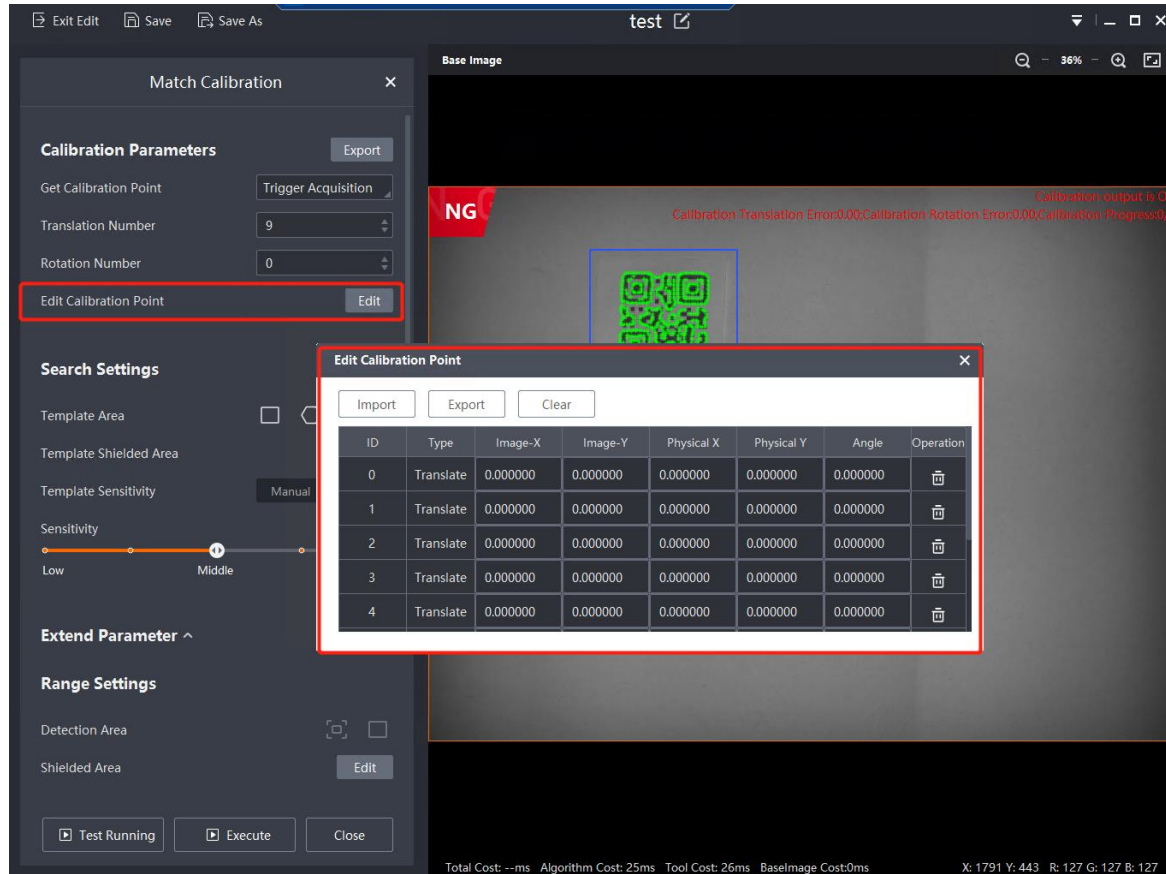 Exit Edit Save Save As test
Match Calibration
Base Image 36%
Calibration Parameters Export
Get Calibration Point Trigger Acquisition
Translation Number 9
Rotation Number 0
Edit Calibration Point Edit
NG
Calibration output is
Calibration Translation Error:0.00;Calibration Rotation Error:0.00;Calibration Progress:0,
Search Settings
Template Area
Template Shielded Area
Template Sensitivity Manual
Sensitivity
Low Middle
Edit Calibration Point
Import Export Clear
ID Type Image-X Image-Y Physical X Physical Y Angle Operation
0 Translate 0.000000 0.000000 0.000000 0.000000 0.000000
1 Translate 0.000000 0.000000 0.000000 0.000000 0.000000
2 Translate 0.000000 0.000000 0.000000 0.000000 0.000000
3 Translate 0.000000 0.000000 0.000000 0.000000 0.000000
4 Translate 0.000000 0.000000 0.000000 0.000000 0.000000
Extend Parameter
Range Settings
Detection Area
Shielded Area Edit
Test Running Execute Close
Total Cost: --ms Algorithm Cost: 25ms Tool Cost: 26ms BaseImage Cost:0ms X: 1791 Y: 443 R: 127 G: 127 B: 127